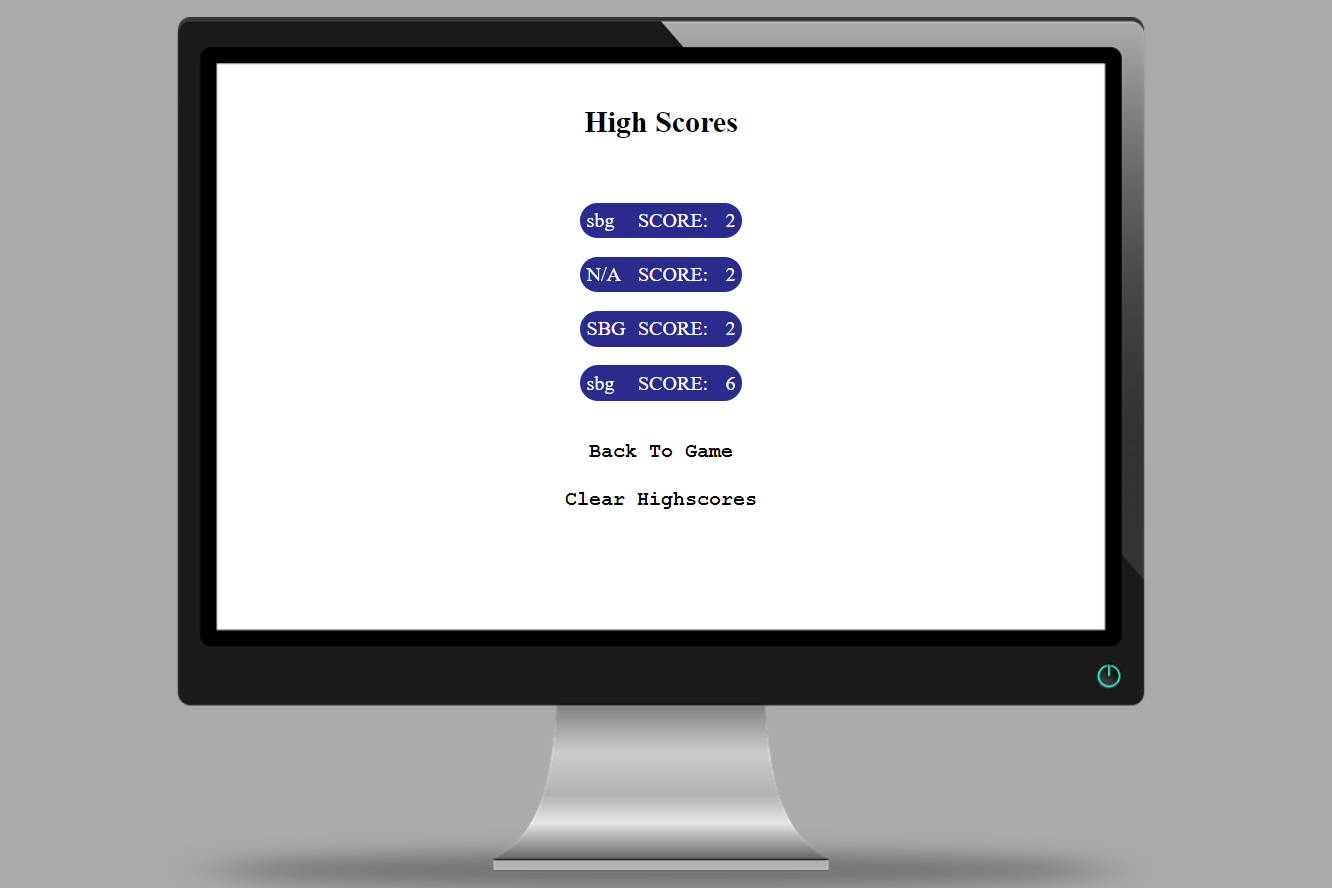 High Scores
sbg SCORE: 2
N/A SCORE: 2
SBG SCORE: 2
sbg SCORE: 6
Back To Game
Clear Highscores